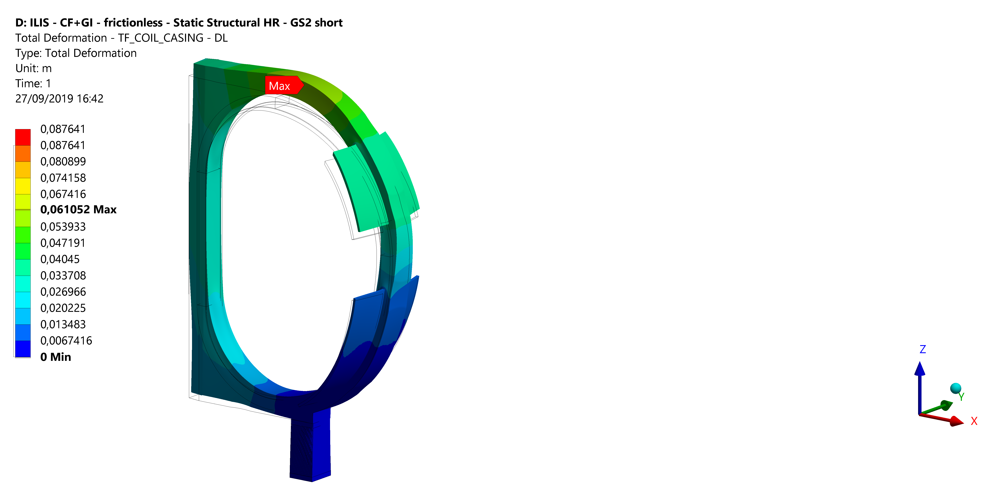 D: ILIS - CF+GI - frictionless - Static Structural HR - GS2 short
Total Deformation - TF_COIL_CASING - DL
Type: Total Deformation
Unit: m
Time: 1
27/09/2019 16:42
Max
0,087641
0,087641
0,080899
0,074158
0,067416
0,061052 Max
0,053933
0,047191
0,04045
0,033708
0,026966
0,020225
0,013483
0,0067416
0 Min
Z
Y
X